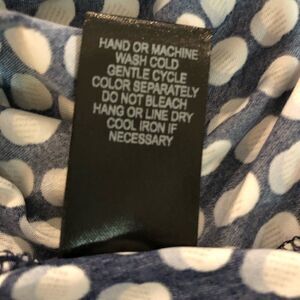 HAND OR MACHINE
WASH COLD
GENTLE CYCLE
COLOR SEPARATELY
DO NOT BLEACH
HANG OR LINE DRY
COOL IRON IF
NECESSARY